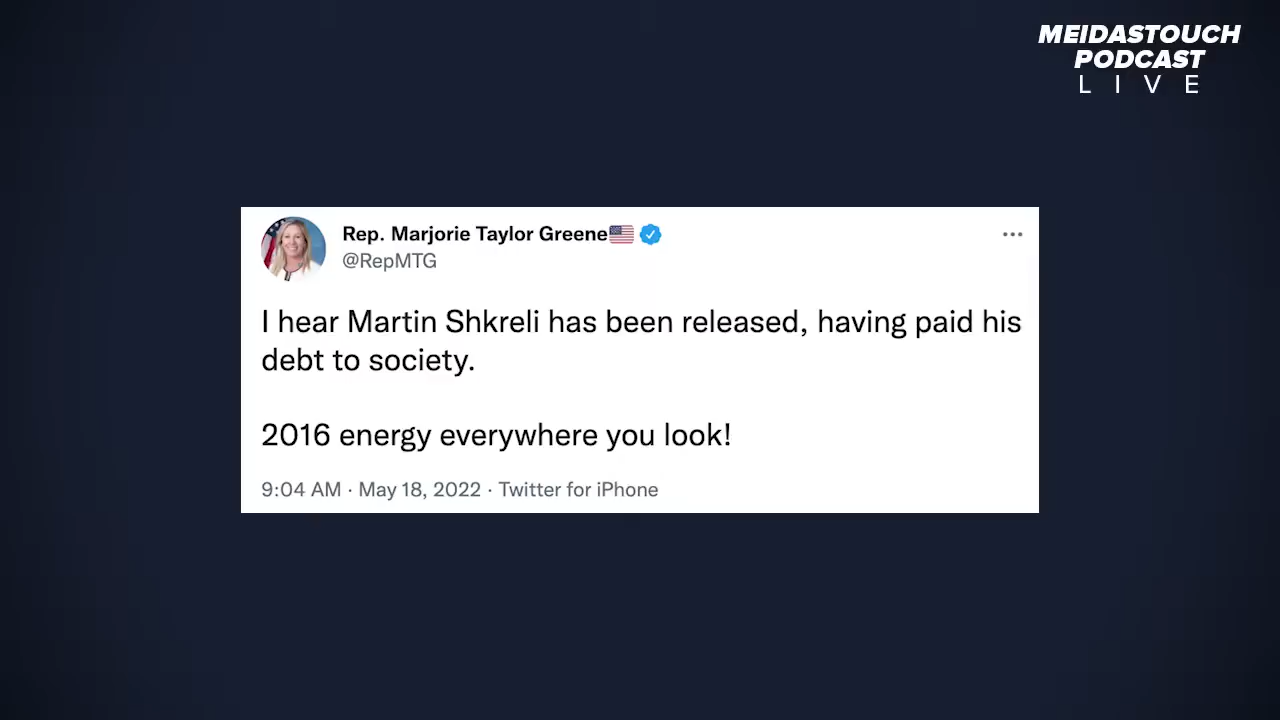 MEIDASTOUCH
PODCAST
LIVE
Rep. Marjorie Taylor Greene🇺🇸
@RepMTG
I hear Martin Shkreli has been released, having paid his
debt to society.
2016 energy everywhere you look!
9:04 AM · May 18, 2022 · Twitter for iPhone